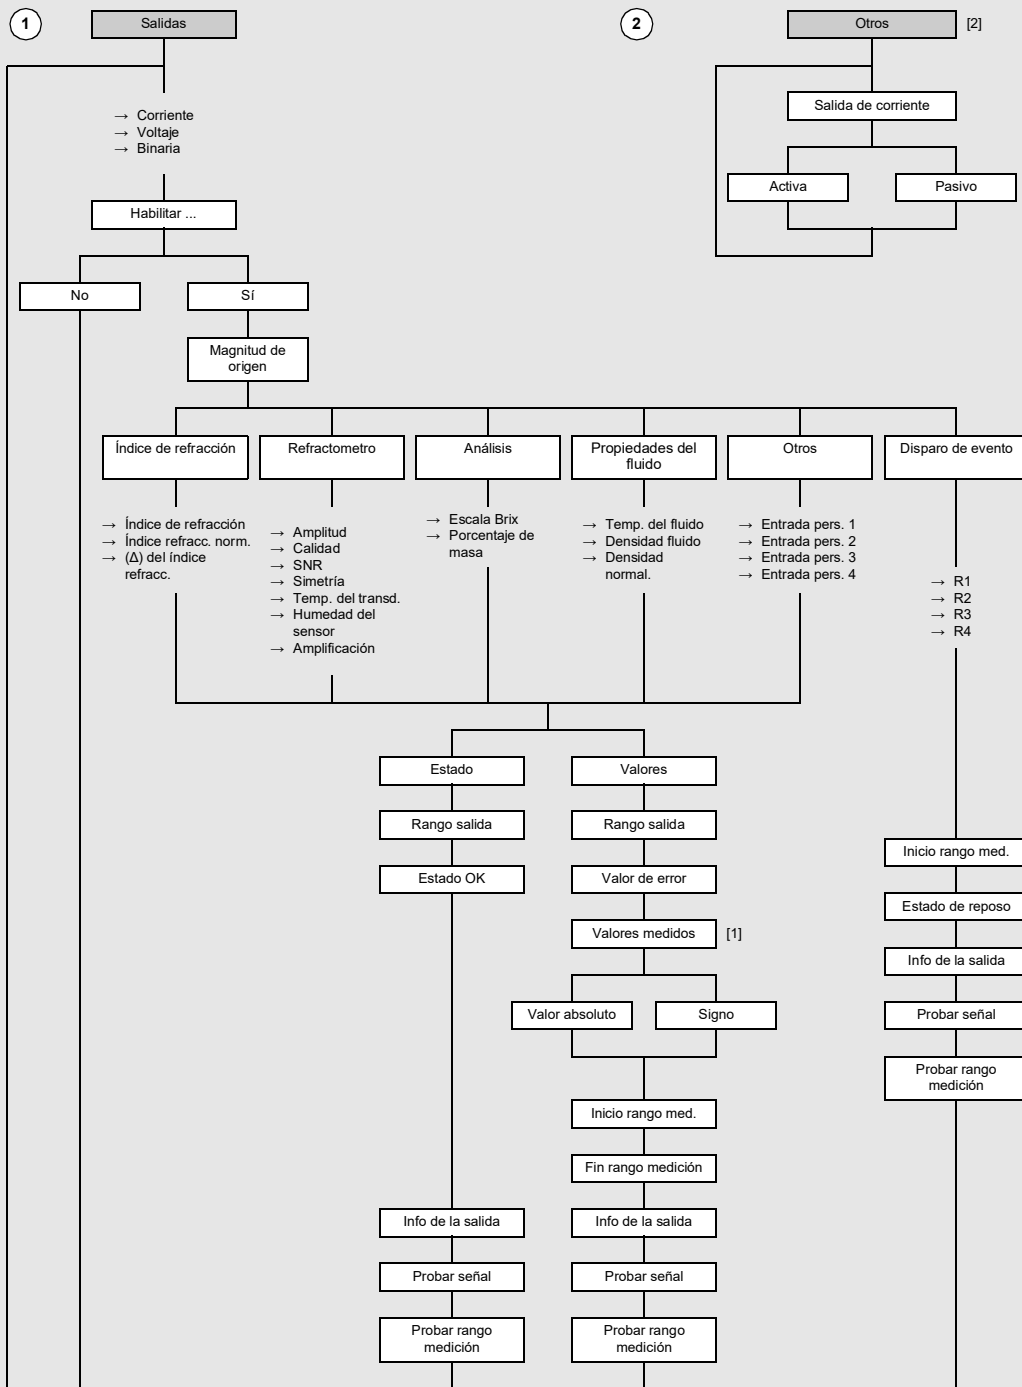 1
Salidas
2
Otros
[2]
→ Corriente
→ Voltaje
→ Binaria
Salida de corriente
Activa
Pasivo
Habilitar ...
No
Sí
Magnitud de
origen
Índice de refracción
Refractometro
Análisis
Propiedades del
fluido
Otros
Disparo de evento
→ Índice de refracción
→ Índice refracc. norm.
→ (Δ) del índice
refracc.
→ Amplitud
→ Calidad
→ SNR
→ Simetría
→ Temp. del transd.
→ Humedad del
sensor
→ Amplificación
→ Escala Brix
→ Porcentaje de
masa
→ Temp. del fluido
→ Densidad fluido
→ Densidad
normal.
→ Entrada pers. 1
→ Entrada pers. 2
→ Entrada pers. 3
→ Entrada pers. 4
→ R1
→ R2
→ R3
→ R4
Estado
Rango salida
Estado OK
Info de la salida
Probar señal
Probar rango
medición
Valores
Rango salida
Valor de error
Valores medidos
[1]
Valor absoluto
Signo
Inicio rango med.
Fin rango medición
Info de la salida
Probar señal
Probar rango
medición
Inicio rango med.
Estado de reposo
Info de la salida
Probar señal
Probar rango
medición